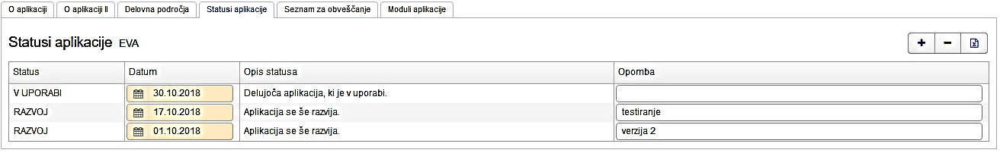 O aplikaciji O aplikaciji II Delovna področja Statusi aplikacije Seznam za obveščanje Moduli aplikacije
Statusi aplikacije EVA
Status Datum Opis statusa Opomba
V UPORABI 30.10.2018 Delujoča aplikacija, ki je v uporabi.
RAZVOJ 17.10.2018 Aplikacija se še razvija. testiranje
RAZVOJ 01.10.2018 Aplikacija se še razvija. verzija 2